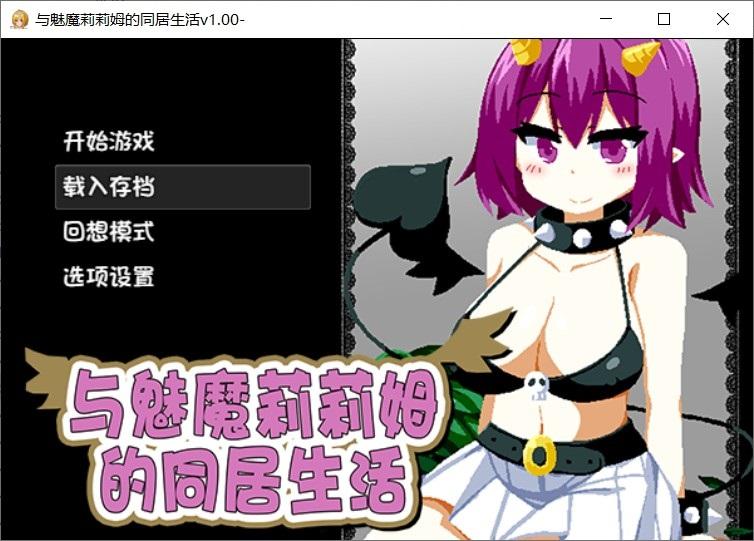 与魅魔莉莉姆的同居生活v1.00-
开始游戏
载入存档
回想模式
选项设置
与魅魔莉莉姆
的同居生活